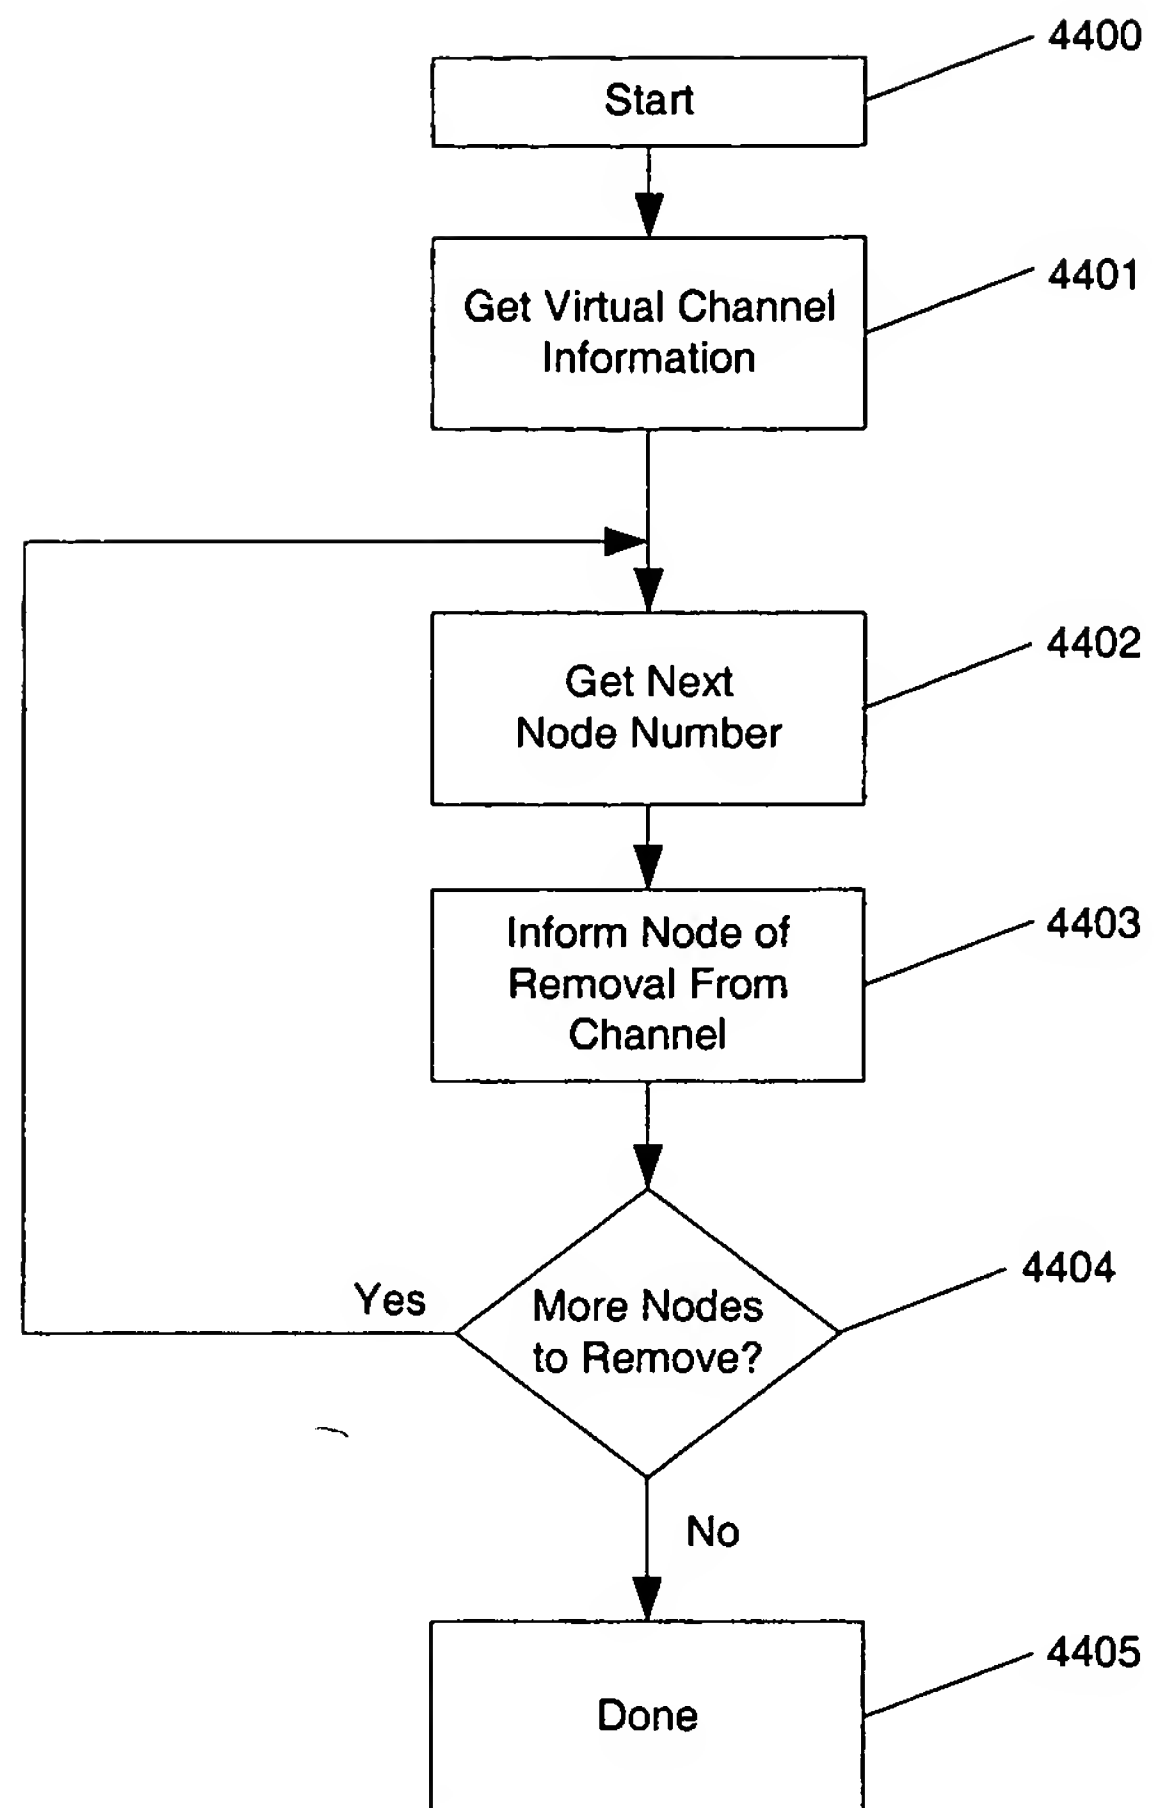 4400
Start
4401
Get Virtual Channel
Information
4402
Get Next
Node Number
4403
Inform Node of
Removal From
Channel
4404
Yes
More Nodes
to Remove?
No
4405
Done